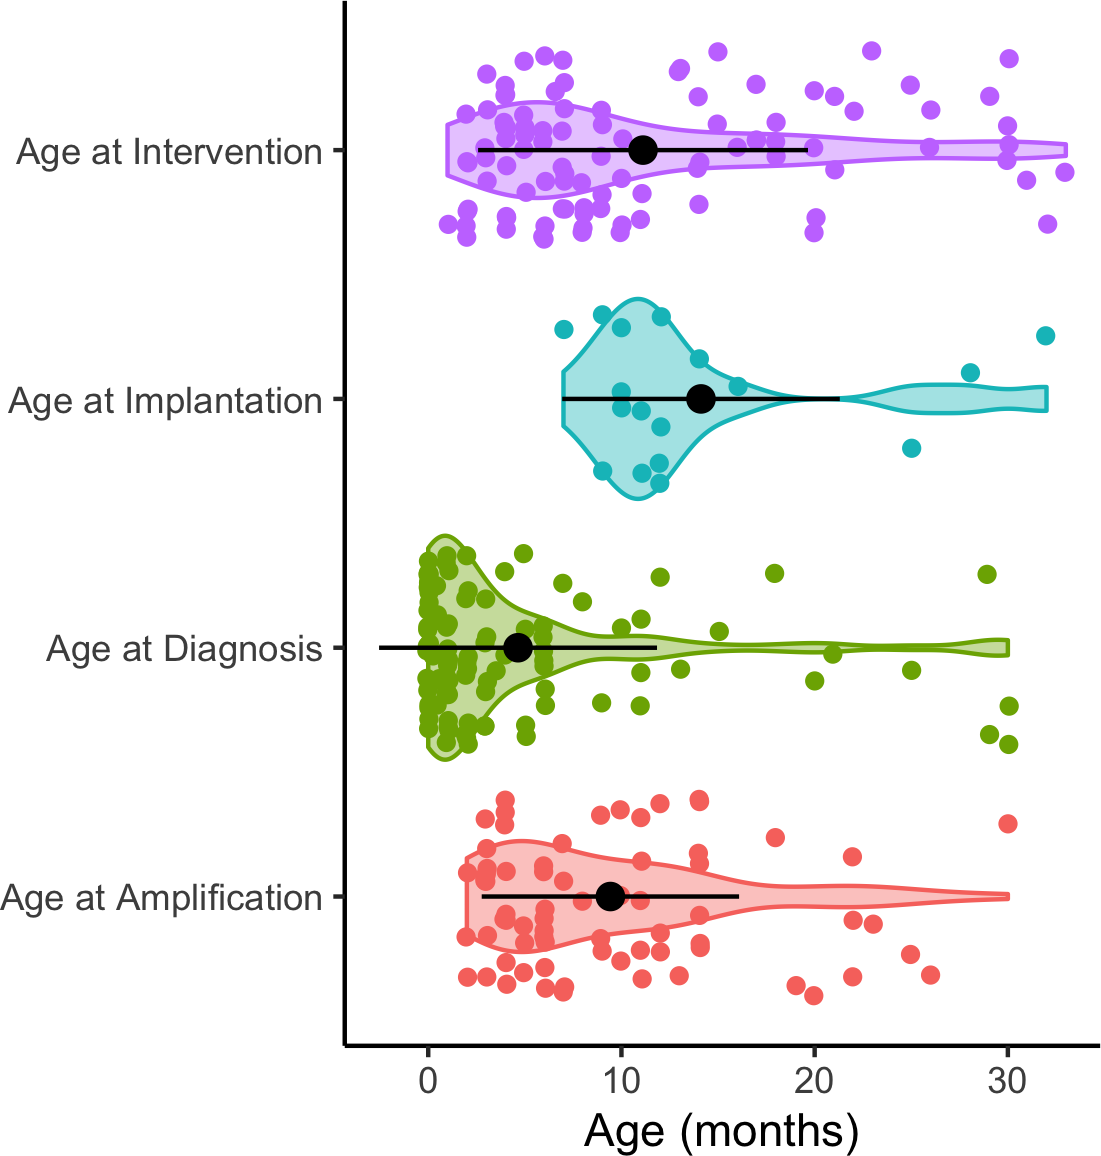 Age at Intervention
Age at Implantation
Age at Diagnosis
Age at Amplification
0 10 20 30
Age (months)